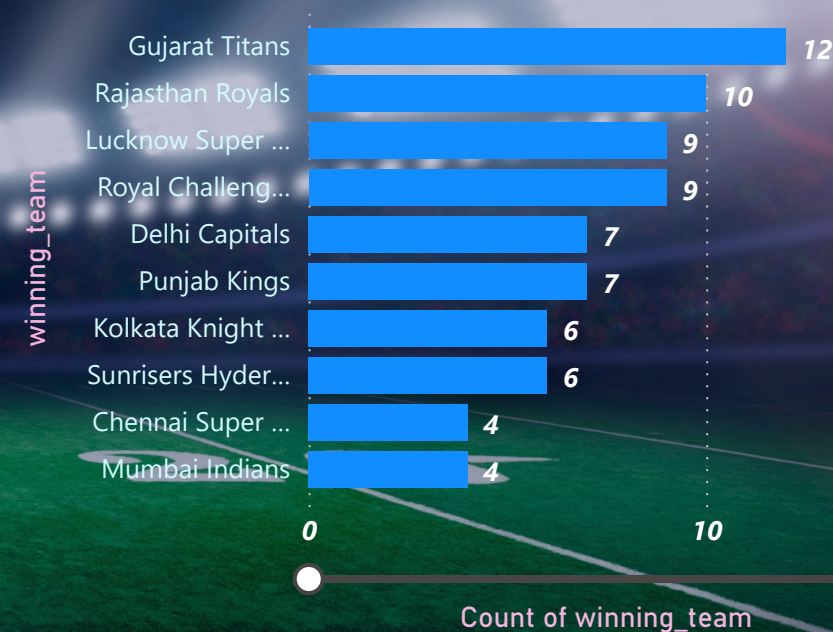 Gujarat Titans 12
Rajasthan Royals 10
Lucknow Super ... 9
Royal Challeng... 9
Delhi Capitals 7
Punjab Kings 7
Kolkata Knight ... 6
Sunrisers Hyder... 6
Chennai Super ... 4
Mumbai Indians 4
winning_team
0 10
Count of winning_team